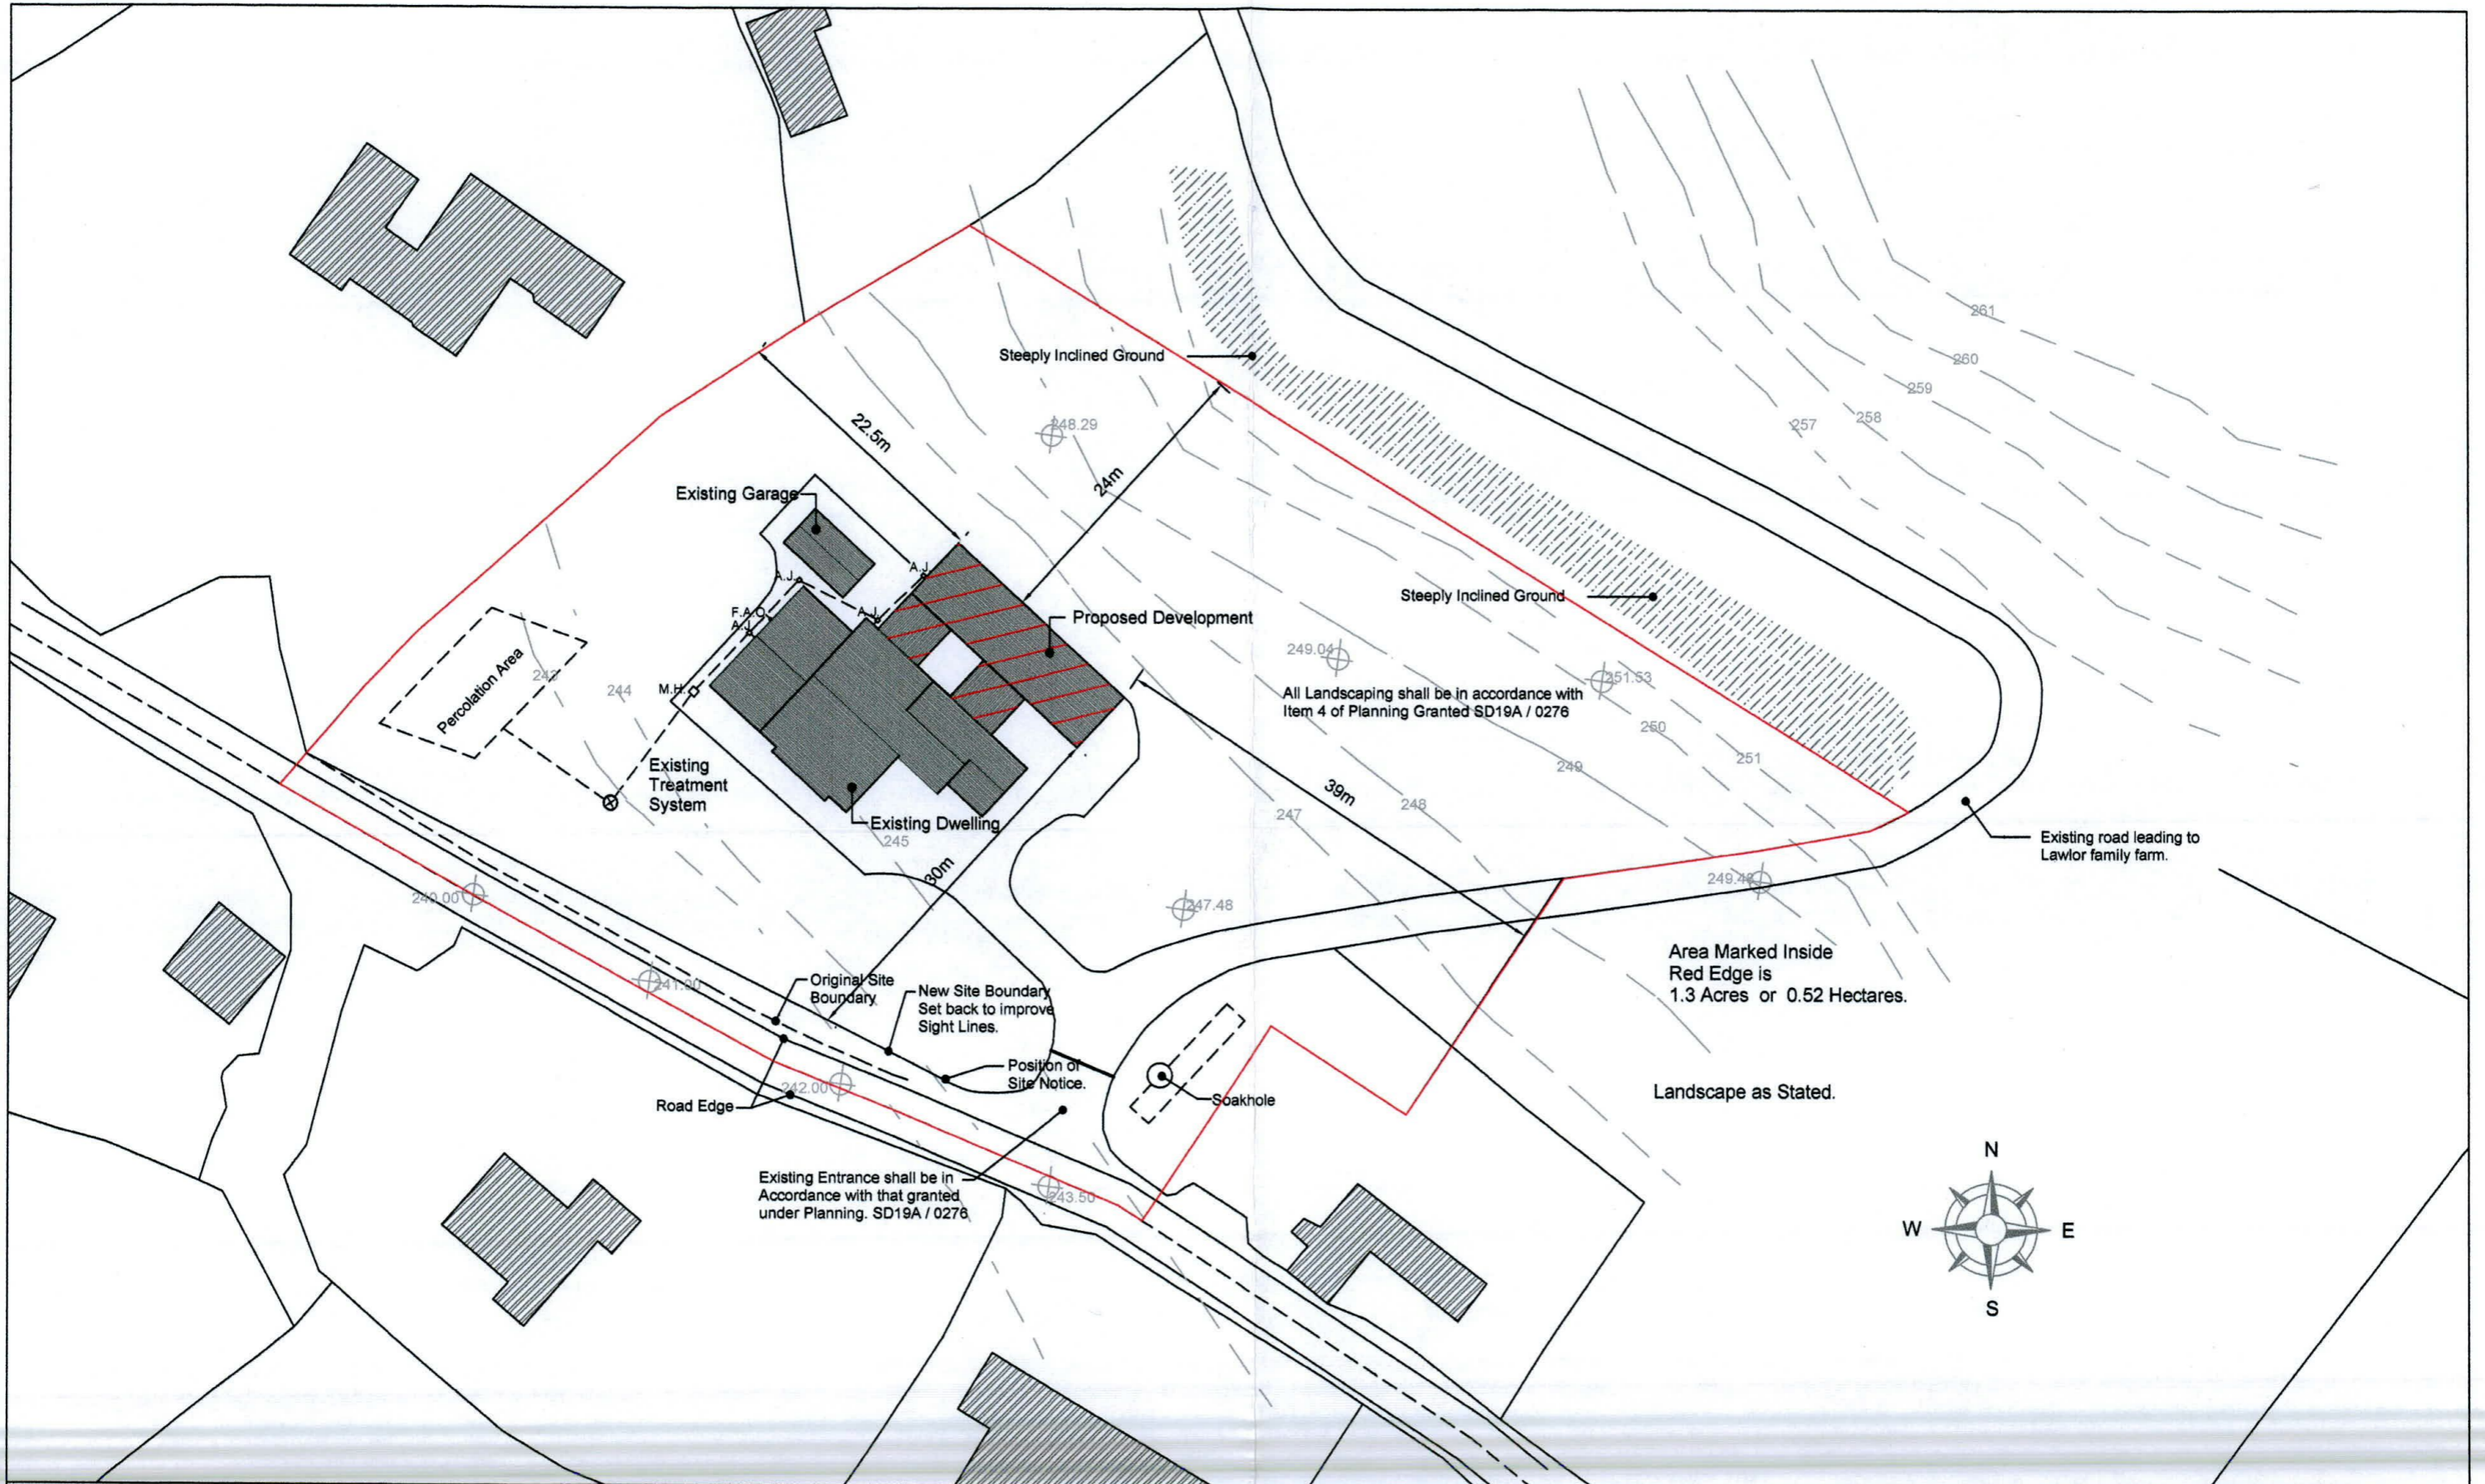 261
260
259
258
257
Steeply Inclined Ground
22.5m
248.29
24m
Existing Garage
A.J.
A.J.
F.A.O.
A.J.
A.J.
Proposed Development
Steeply Inclined Ground
249.04
251.53
All Landscaping shall be in accordance with
Item 4 of Planning Granted SD19A / 0276
Percolation Area
243
244
M.H.
250
251
249
248
247
39m
Existing
Treatment
System
Existing Dwelling
245
30m
Existing road leading to
Lawlor family farm.
240.00
247.48
249.48
Area Marked Inside
Red Edge is
1.3 Acres or 0.52 Hectares.
241.00
Original Site
Boundary
New Site Boundary
Set back to improve
Sight Lines.
Position of
Site Notice.
242.00
Road Edge
Soakhole
Landscape as Stated.
Existing Entrance shall be in
Accordance with that granted
under Planning. SD19A / 0276
243.50
N
W
E
S